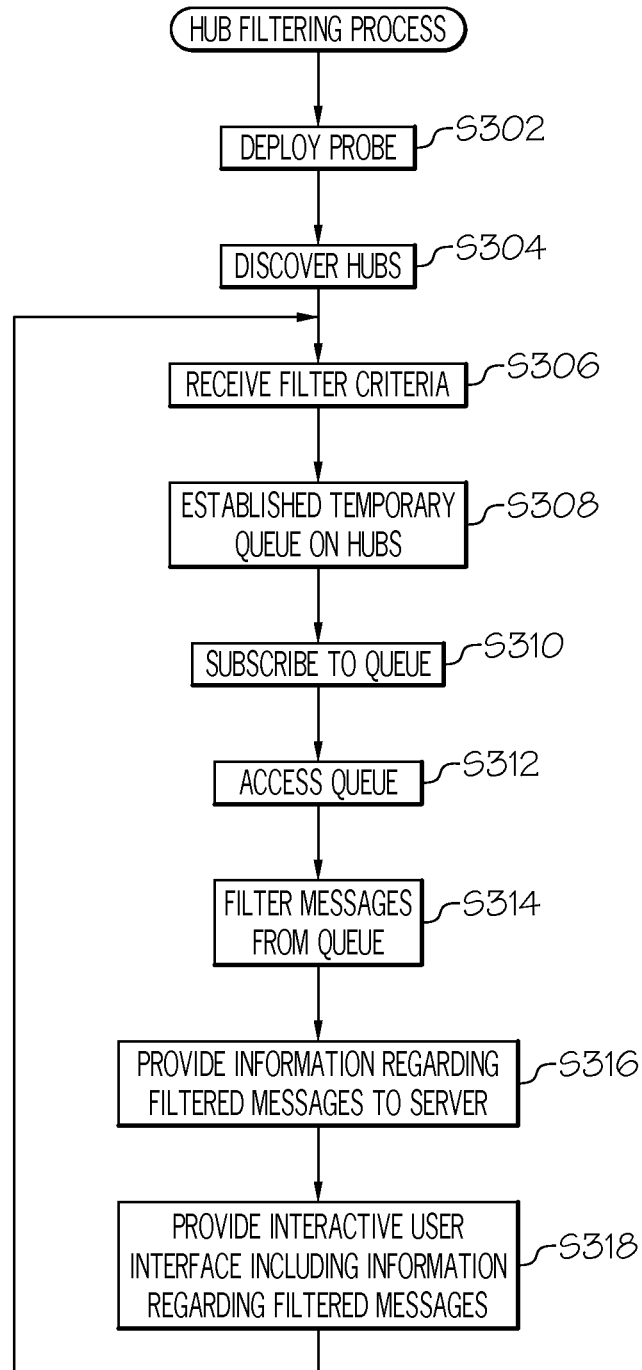 HUB FILTERING PROCESS
DEPLOY PROBE
S302
DISCOVER HUBS
S304
RECEIVE FILTER CRITERIA
S306
ESTABLISHED TEMPORARY
QUEUE ON HUBS
S308
SUBSCRIBE TO QUEUE
S310
ACCESS QUEUE
S312
FILTER MESSAGES
FROM QUEUE
S314
PROVIDE INFORMATION REGARDING
FILTERED MESSAGES TO SERVER
S316
PROVIDE INTERACTIVE USER
INTERFACE INCLUDING INFORMATION
REGARDING FILTERED MESSAGES
S318